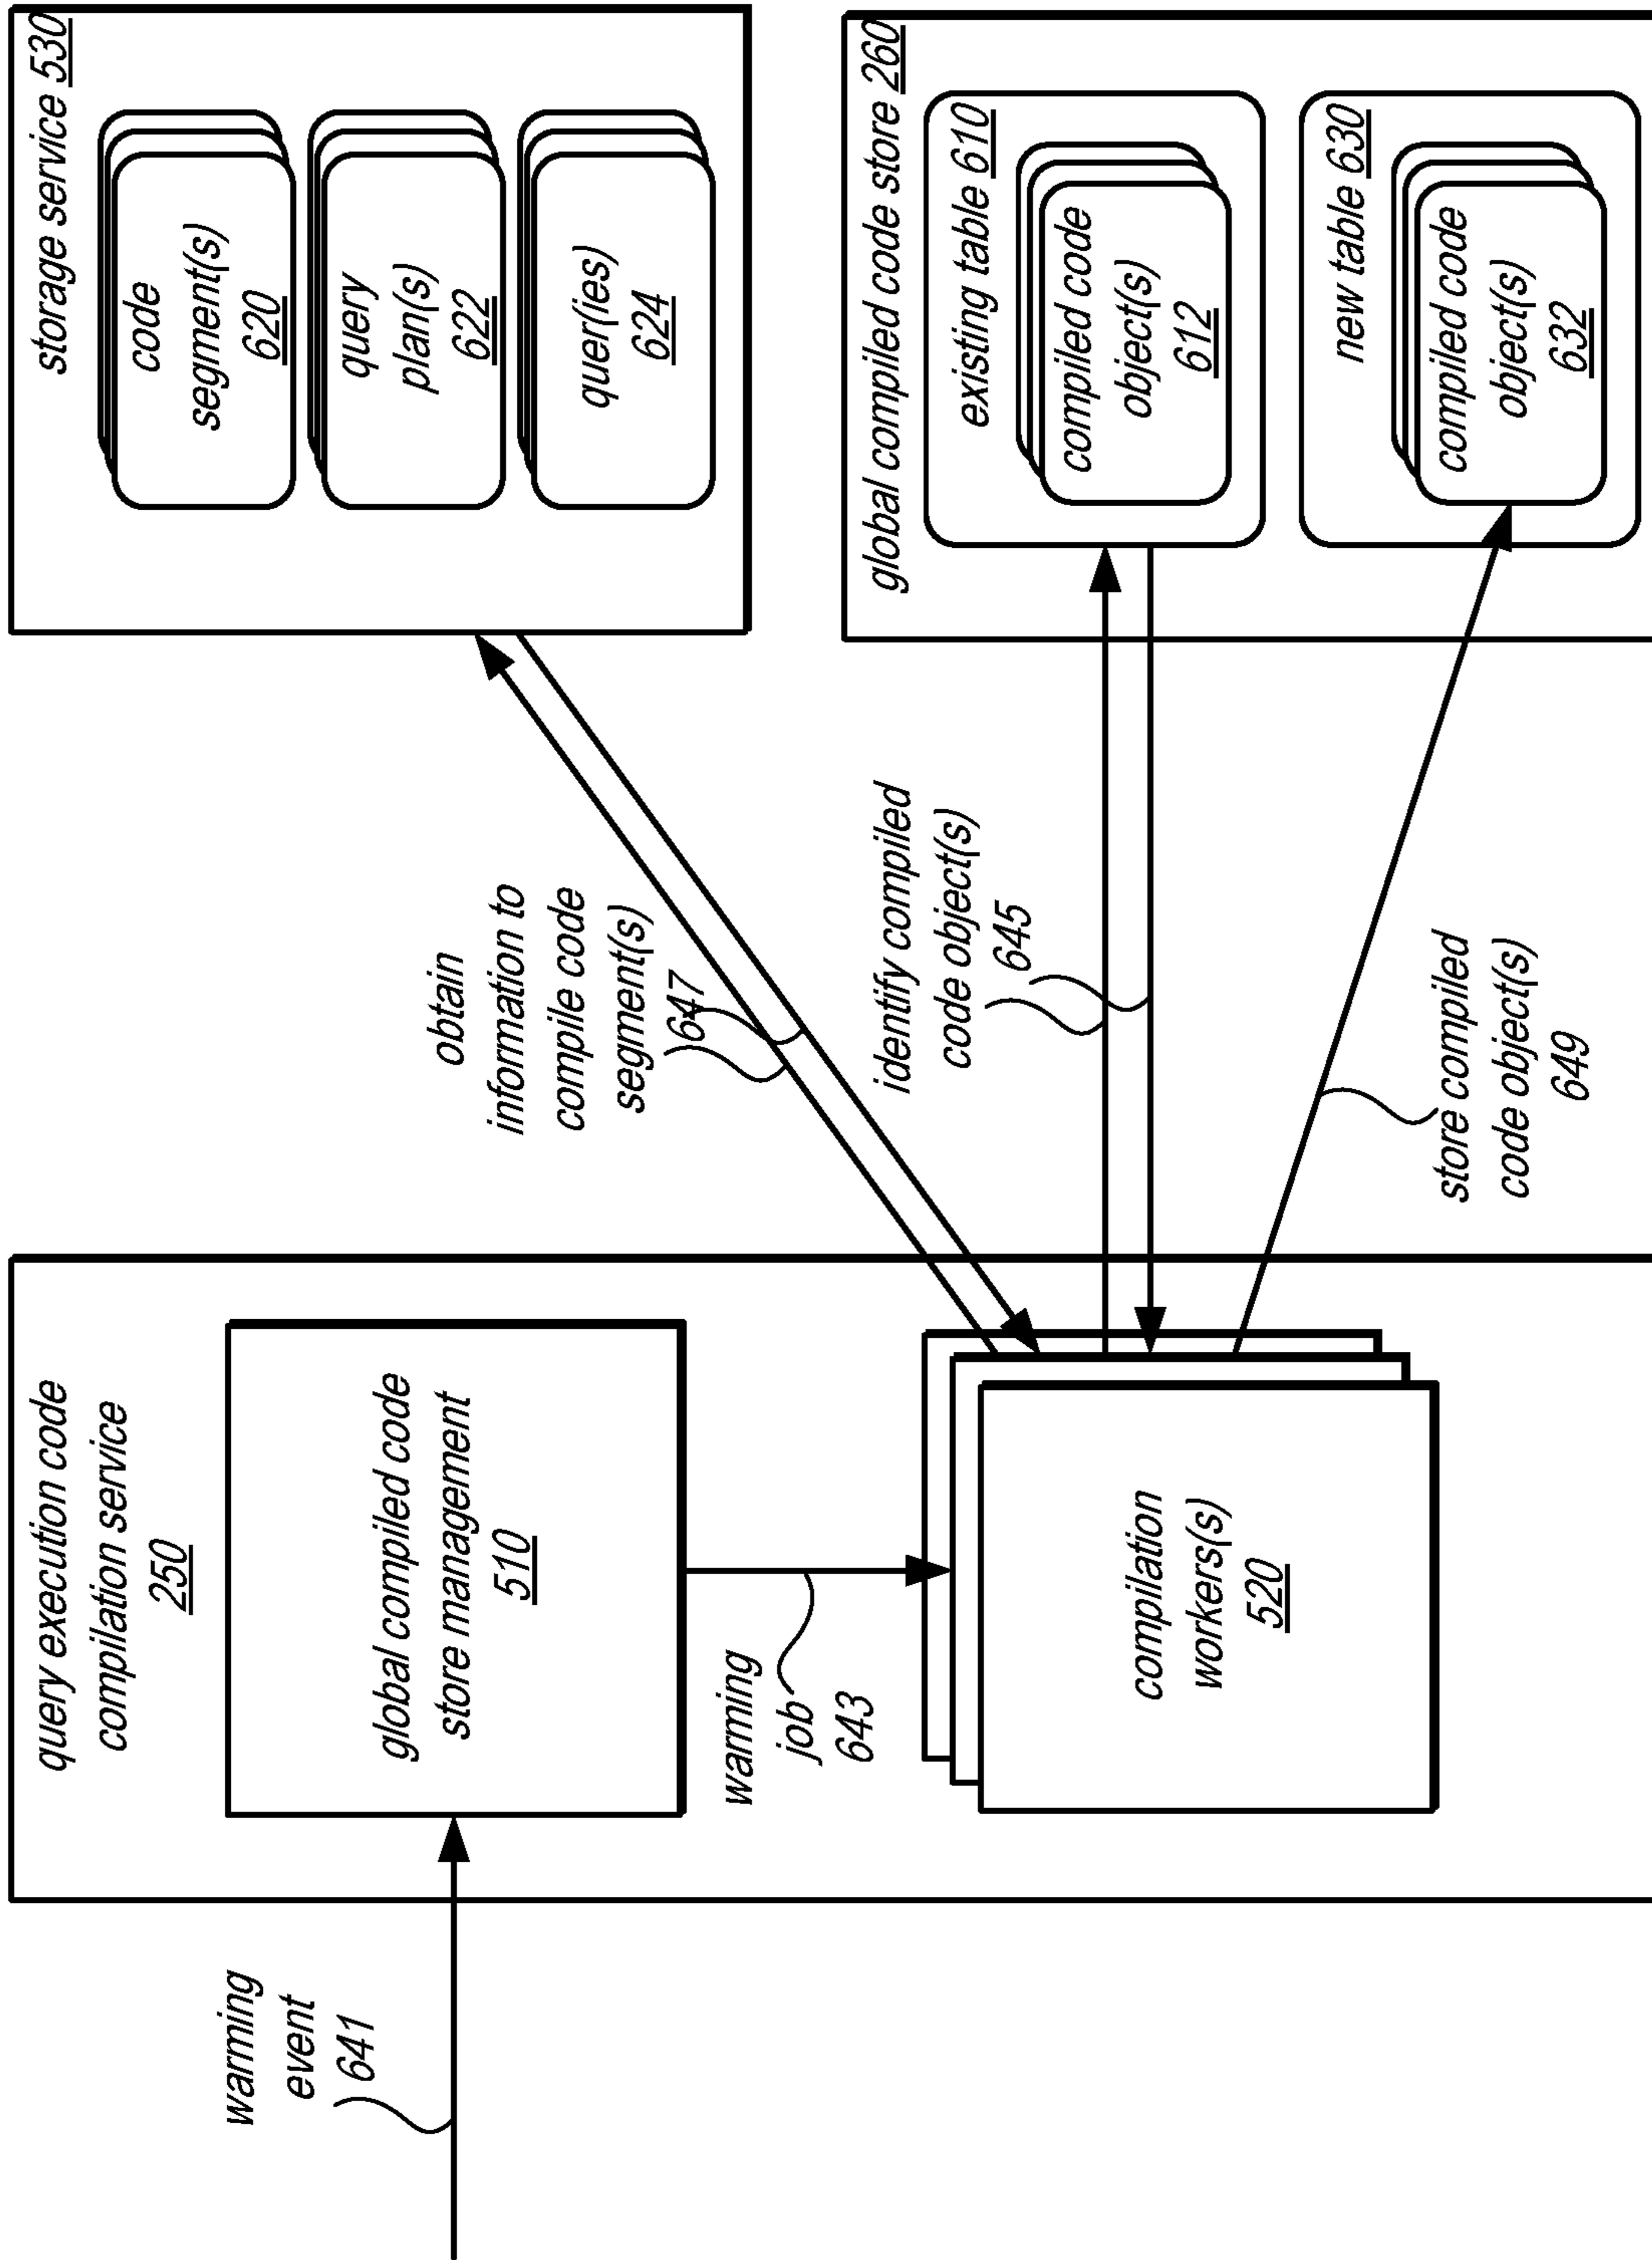 warming
event
641
query execution code
compilation service
250
global compiled code
store management
510
warming
job
643
compilation
workers(s)
520
obtain
information to
compile code
segment(s)
647
identify compiled
code object(s)
645
store compiled
code object(s)
649
storage service 530
code
segment(s)
620
query
plan(s)
622
quer(ies)
624
global compiled code store 260
existing table 610
compiled code
object(s)
612
new table 630
compiled code
object(s)
632